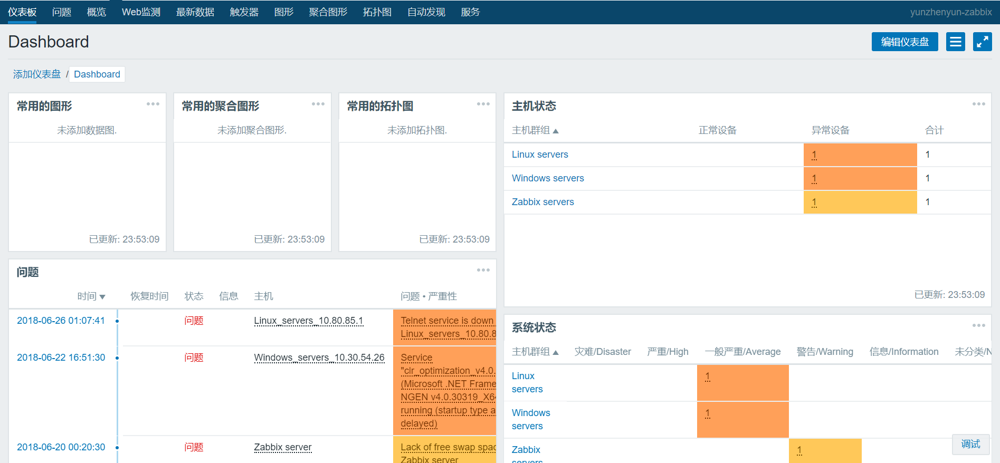 仪表板 问题 概览 Web监测 最新数据 触发器 图形 聚合图形 拓扑图 自动发现 服务 yunzhenyun-zabbix
Dashboard 编辑仪表盘
添加仪表盘 / Dashboard
常用的图形
未添加数据图.
已更新: 23:53:09
常用的聚合图形
未添加聚合图形.
已更新: 23:53:09
常用的拓扑图
未添加拓扑图.
已更新: 23:53:09
主机状态
主机群组 正常设备 异常设备 合计
Linux servers 1 1
Windows servers 1 1
Zabbix servers 1 1
已更新: 23:53:09
问题
时间 恢复时间 状态 信息 主机 问题 • 严重性
2018-06-26 01:07:41 问题 Linux_servers_10.80.85.1 Telnet service is down
Linux_servers_10.80.8
2018-06-22 16:51:30 问题 Windows_servers_10.30.54.26 Service
"clr_optimization_v4.0.
(Microsoft .NET Frame
NGEN v4.0.30319_X64
running (startup type a
delayed)
2018-06-20 00:20:30 问题 Zabbix server Lack of free swap spac
Zabbix server
系统状态
主机群组 灾难/Disaster 严重/High 一般严重/Average 警告/Warning 信息/Information 未分类/N
Linux
servers 1
Windows
servers 1
Zabbix
servers 1
调试